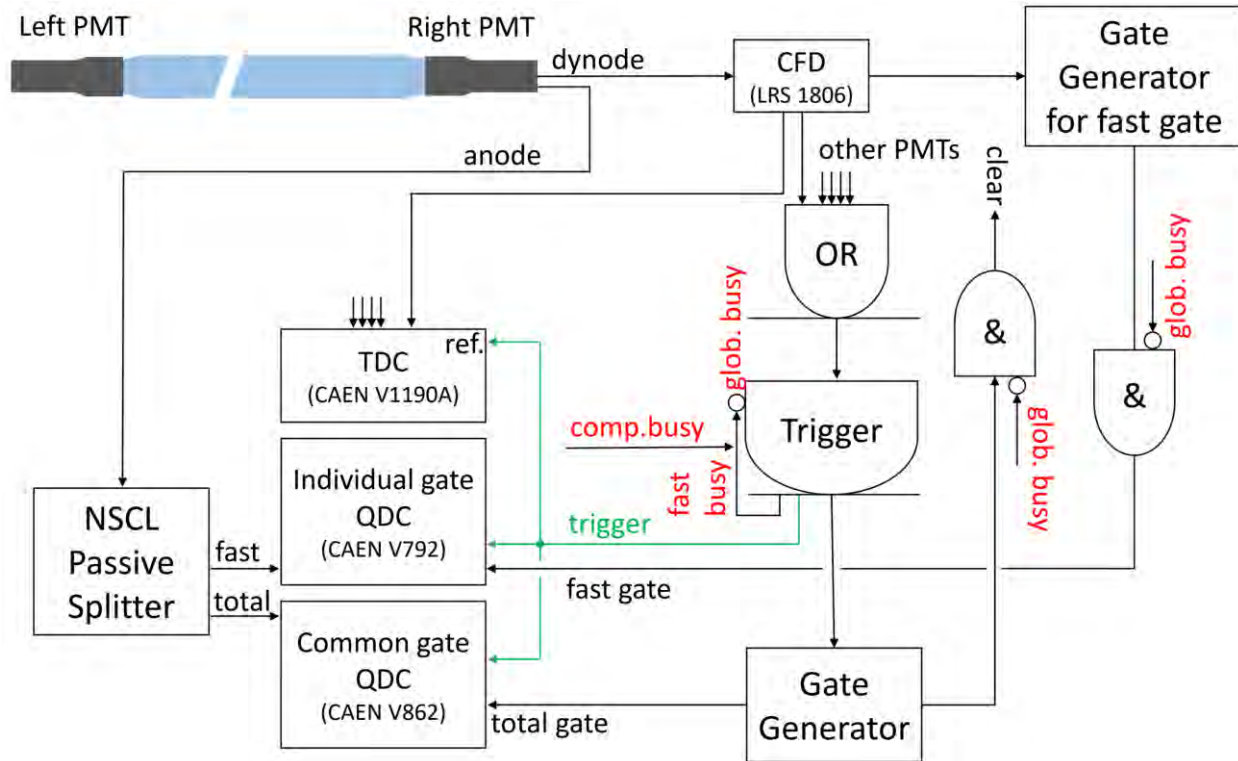 Left PMT
Right PMT
dynode
anode
CFD
(LRS 1806)
Gate
Generator
for fast gate
other PMTs
clear
OR
glob. busy
glob. busy
&
&
glob. busy
TDC
ref.
(CAEN V1190A)
comp.busy
Trigger
fast
busy
Individual gate
QDC
(CAEN V792)
trigger
fast gate
NSCL
Passive
Splitter
fast
total
Common gate
QDC
(CAEN V862)
total gate
Gate
Generator